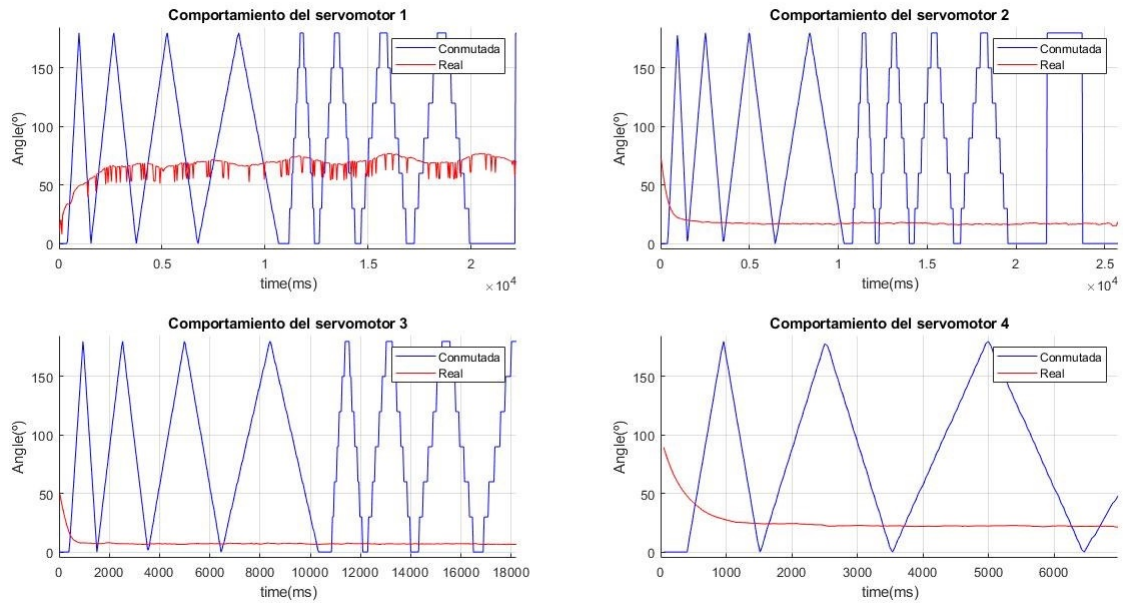 Comportamiento del servomotor 1
150
100
50
0
Angle(º)
Conmutada
Real
0 0.5 1 1.5 2
time(ms)
×10⁴
Comportamiento del servomotor 2
150
100
50
0
Angle(º)
Conmutada
Real
0 0.5 1 1.5 2 2.5
time(ms)
×10⁴
Comportamiento del servomotor 3
150
100
50
0
Angle(º)
Conmutada
Real
0 2000 4000 6000 8000 10000 12000 14000 16000 18000
time(ms)
Comportamiento del servomotor 4
150
100
50
0
Angle(º)
Conmutada
Real
0 1000 2000 3000 4000 5000 6000
time(ms)